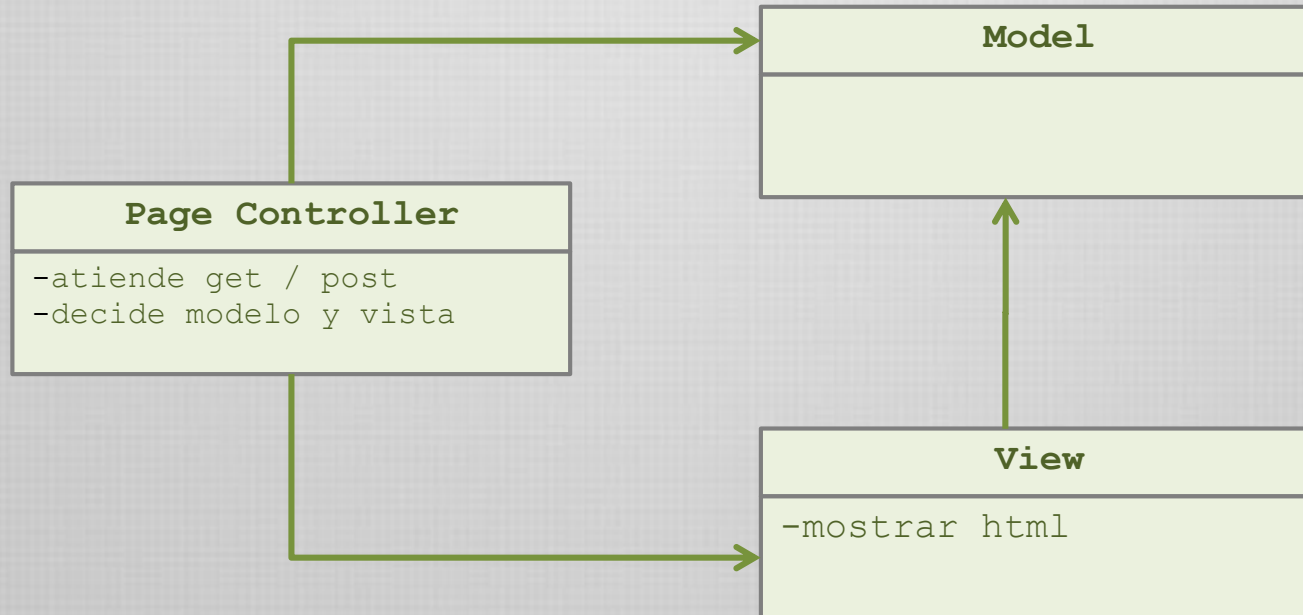 Model
Page Controller
-atiende get / post
-decide modelo y vista
View
-mostrar html